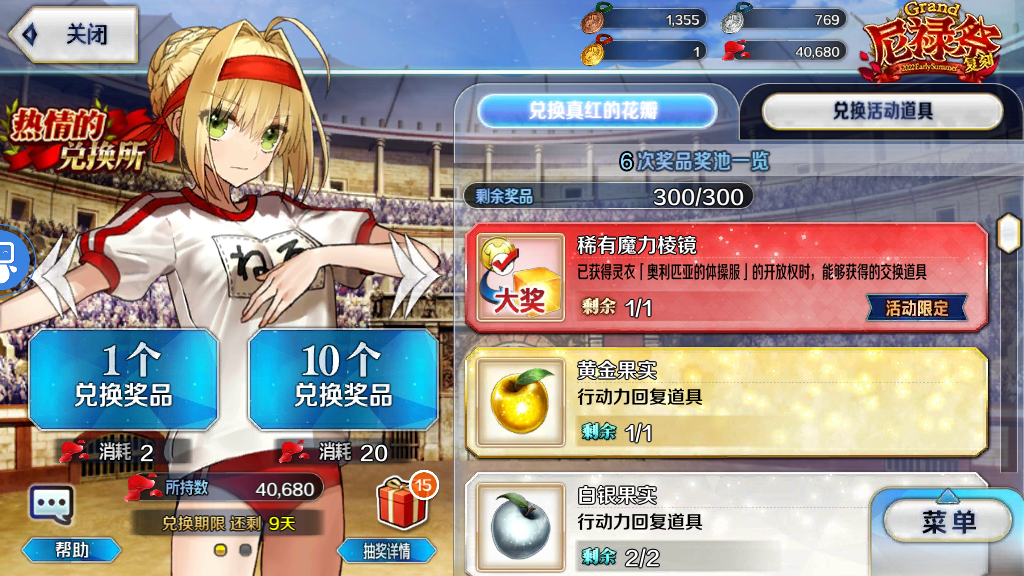 关闭
1,355
769
1
40,680
Grand
尼禄祭
复刻
2022EarlySummer
热情的
兑换所
兑换真红的花瓣
兑换活动道具
6次奖品奖池一览
剩余奖品 300/300
大奖
稀有魔力棱镜
已获得灵衣「奥利匹亚的体操服」的开放权时，能够获得的交换道具
剩余 1/1
活动限定
黄金果实
行动力回复道具
剩余 1/1
白银果实
行动力回复道具
剩余 2/2
ねろ
1个
兑换奖品
10个
兑换奖品
消耗 2
消耗 20
所持数 40,680
15
兑换期限 还剩 9天
帮助
抽奖详情
菜单